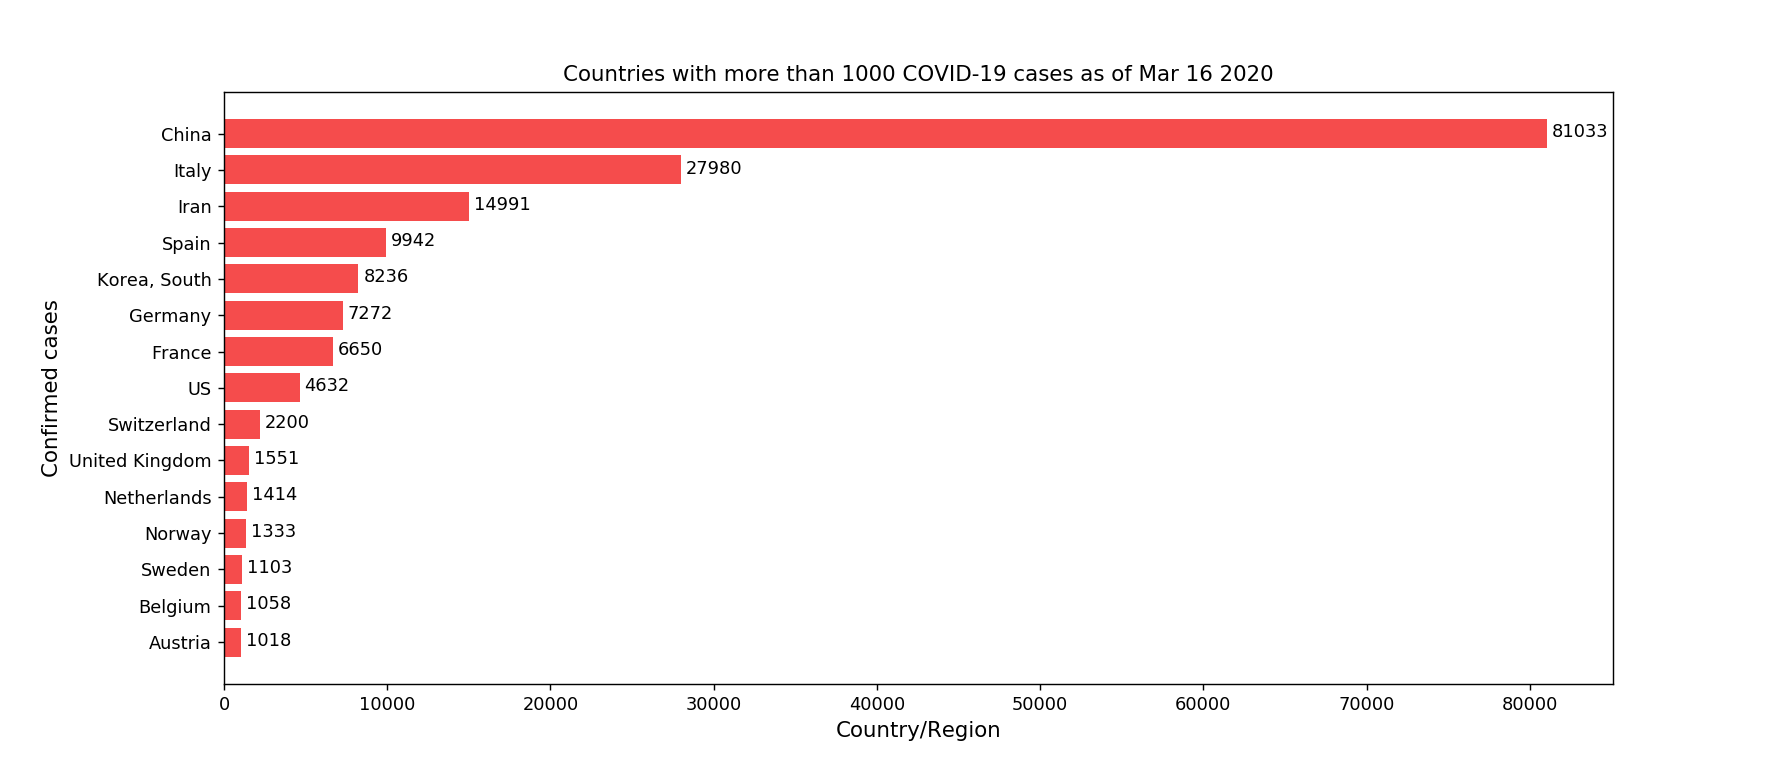 Countries with more than 1000 COVID-19 cases as of Mar 16 2020
Confirmed cases
China 81033
Italy 27980
Iran 14991
Spain 9942
Korea, South 8236
Germany 7272
France 6650
US 4632
Switzerland 2200
United Kingdom 1551
Netherlands 1414
Norway 1333
Sweden 1103
Belgium 1058
Austria 1018
0 10000 20000 30000 40000 50000 60000 70000 80000
Country/Region